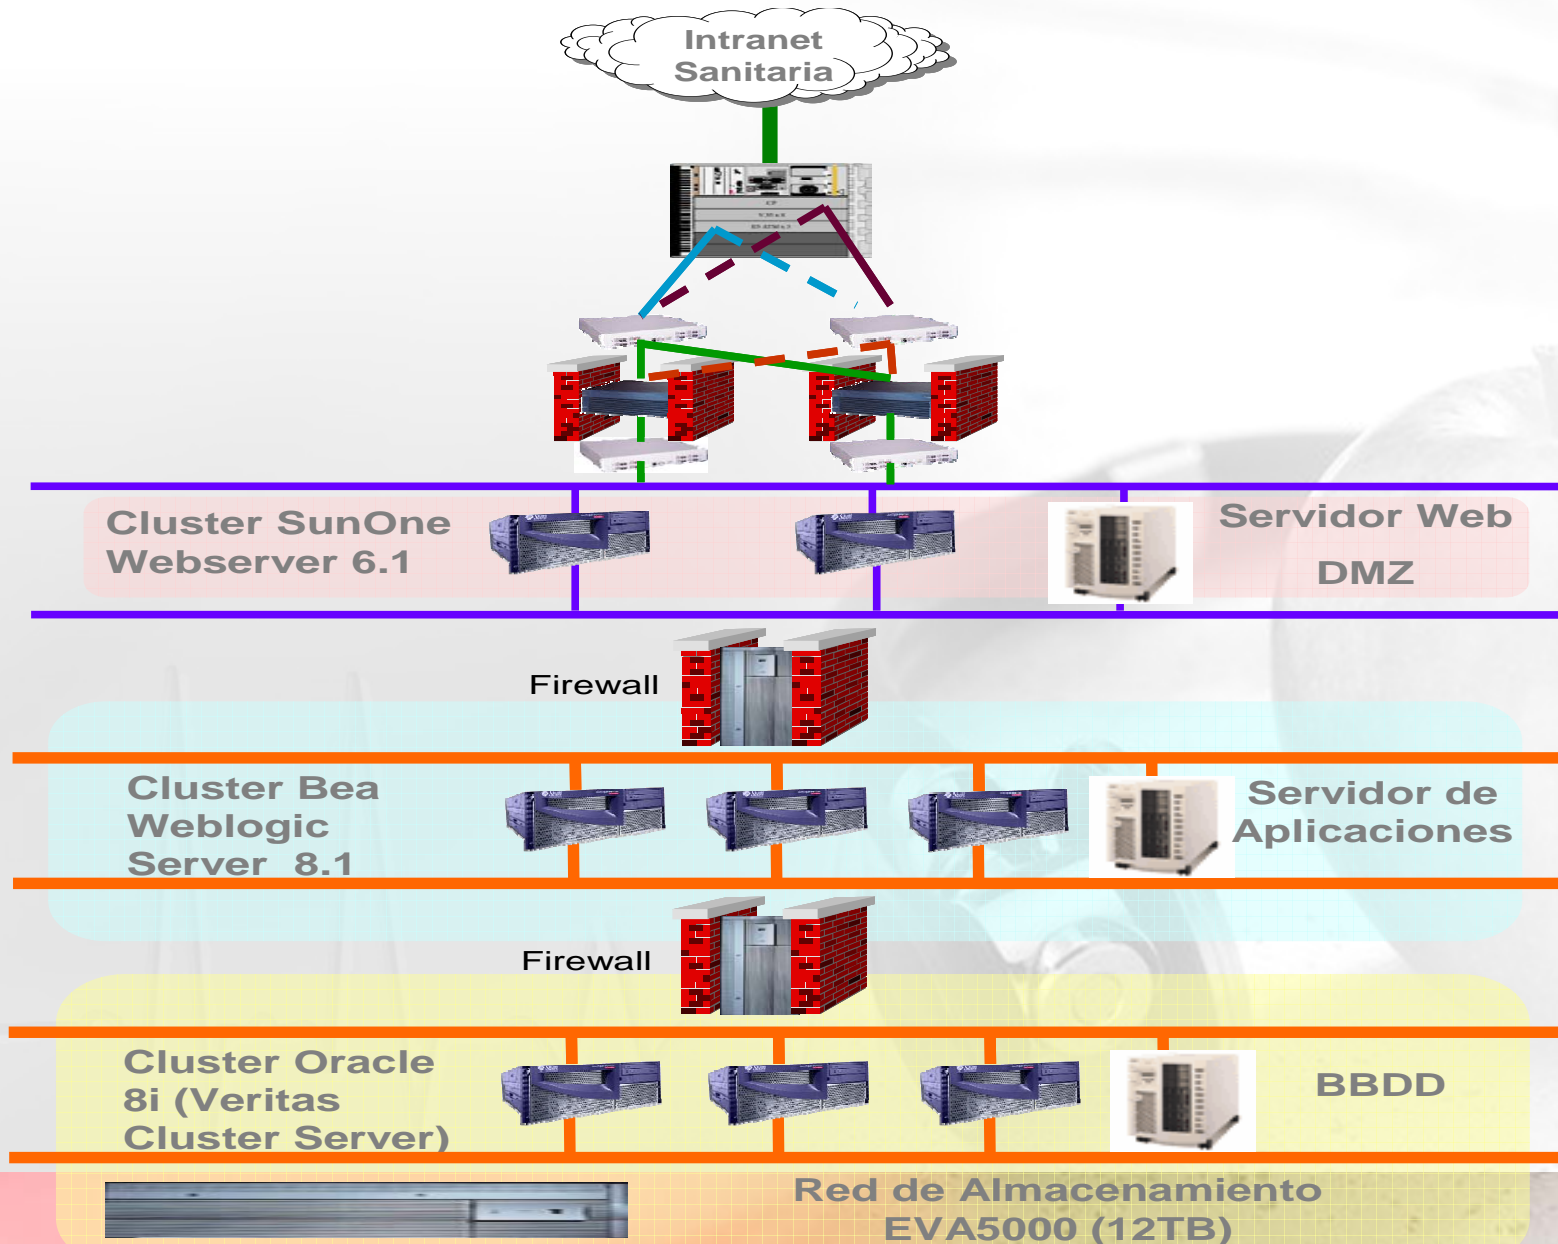 Intranet
Sanitaria
CP
Cluster SunOne
Webserver 6.1
Servidor Web
DMZ
Firewall
Cluster Bea
Weblogic
Server 8.1
Servidor de
Aplicaciones
Firewall
Cluster Oracle
8i (Veritas
Cluster Server)
BBDD
Red de Almacenamiento
EVA5000 (12TB)